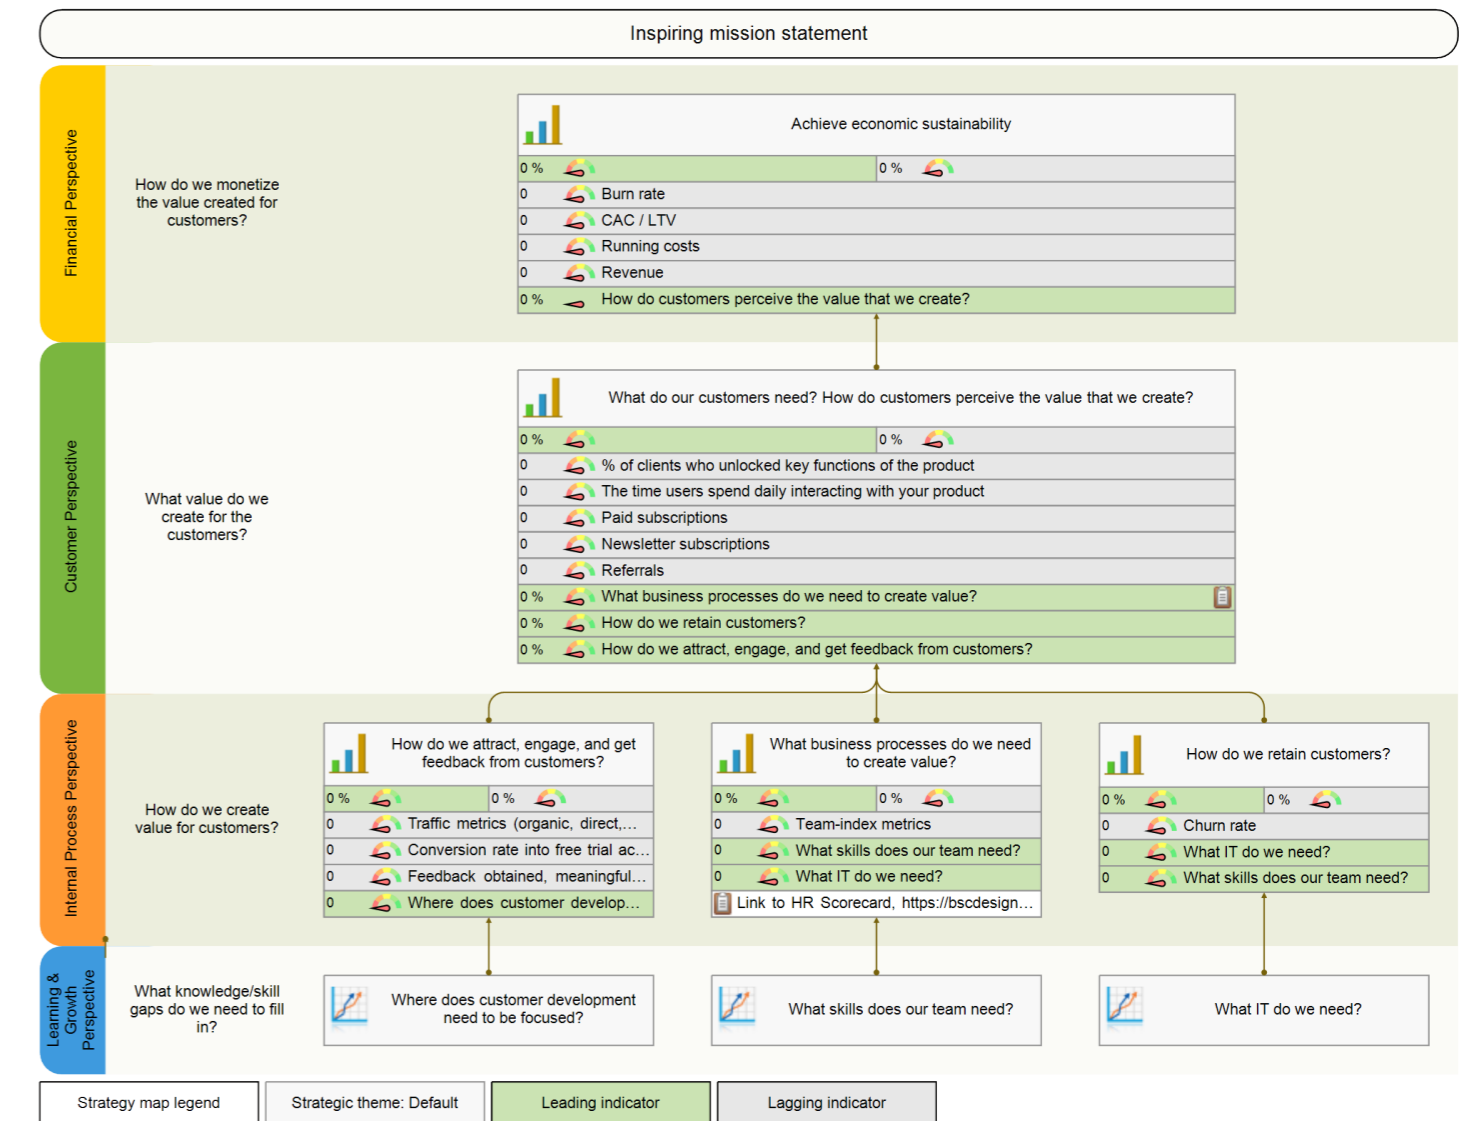 Inspiring mission statement
Financial Perspective
How do we monetize
the value created for
customers?
Achieve economic sustainability
0 %
0 %
0 Burn rate
0 CAC / LTV
0 Running costs
0 Revenue
0 % How do customers perceive the value that we create?
Customer Perspective
What value do we
create for the
customers?
What do our customers need? How do customers perceive the value that we create?
0 %
0 %
0 % of clients who unlocked key functions of the product
0 The time users spend daily interacting with your product
0 Paid subscriptions
0 Newsletter subscriptions
0 Referrals
0 % What business processes do we need to create value?
0 % How do we retain customers?
0 % How do we attract, engage, and get feedback from customers?
Internal Process Perspective
How do we create
value for customers?
How do we attract, engage, and get
feedback from customers?
0 %
0 %
0 Traffic metrics (organic, direct,...
0 Conversion rate into free trial ac...
0 Feedback obtained, meaningful...
0 Where does customer develop...
What business processes do we need
to create value?
0 %
0 %
0 Team-index metrics
0 What skills does our team need?
0 What IT do we need?
Link to HR Scorecard, https://bscdesign...
How do we retain customers?
0 %
0 %
0 Churn rate
0 What IT do we need?
0 What skills does our team need?
Learning &
Growth
Perspective
What knowledge/skill
gaps do we need to fill
in?
Where does customer development
need to be focused?
What skills does our team need?
What IT do we need?
Strategy map legend
Strategic theme: Default
Leading indicator
Lagging indicator